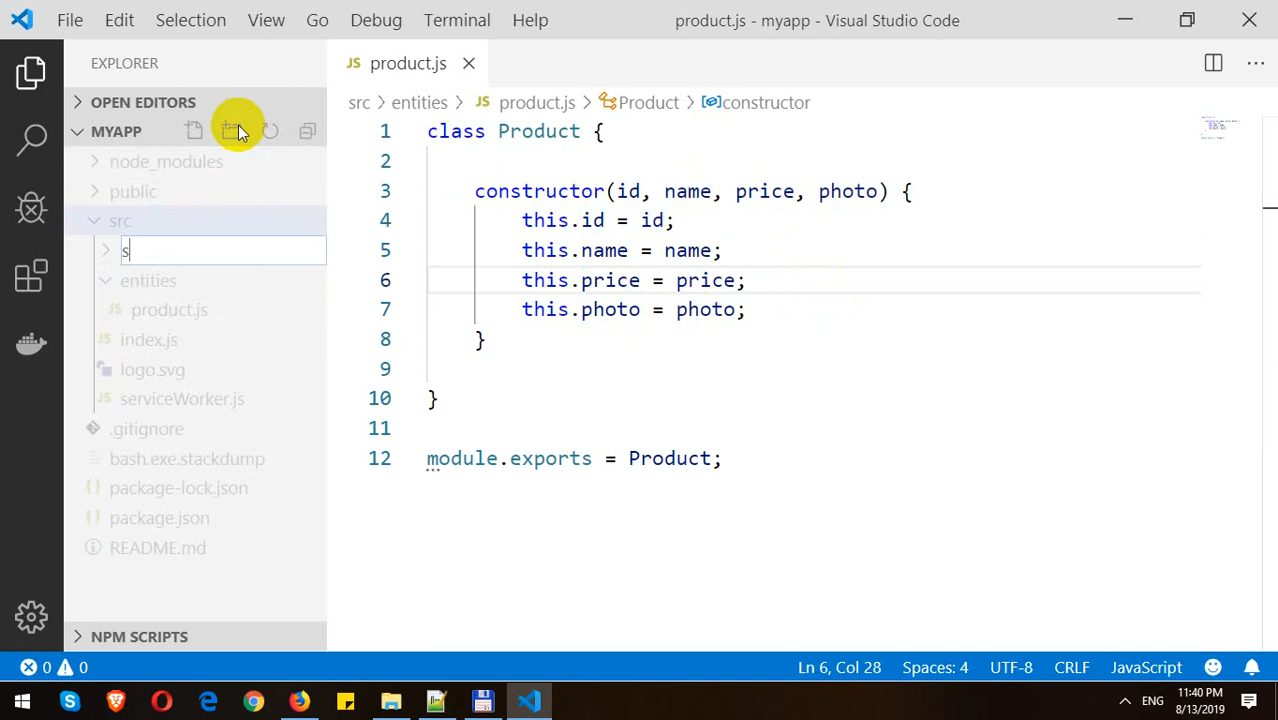 File Edit Selection View Go Debug Terminal Help product.js - myapp - Visual Studio Code
EXPLORER
JS product.js
OPEN EDITORS
src > entities > JS product.js > Product > constructor
MYAPP
node_modules
public
src
s
entities
JS product.js
JS index.js
logo.svg
JS serviceWorker.js
.gitignore
bash.exe.stackdump
{} package-lock.json
{} package.json
README.md
NPM SCRIPTS
1 class Product {
2
3 constructor(id, name, price, photo) {
4 this.id = id;
5 this.name = name;
6 this.price = price;
7 this.photo = photo;
8 }
9
10 }
11
12 module.exports = Product;
0 0 Ln 6, Col 28 Spaces: 4 UTF-8 CRLF JavaScript
ENG 11:40 PM
8/13/2019